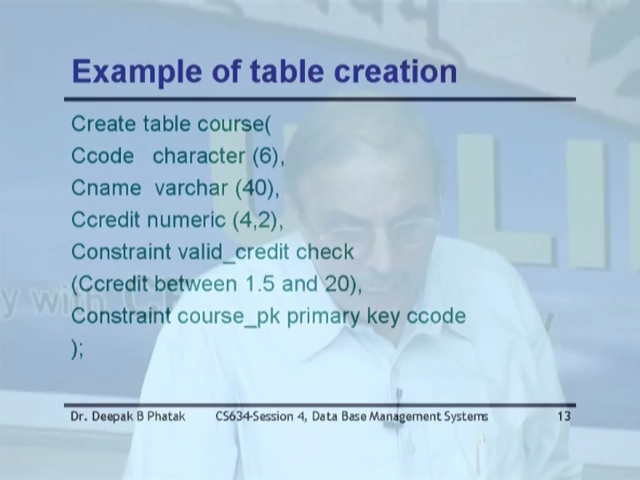 Example of table creation
Create table course(
Ccode character (6),
Cname varchar (40),
Ccredit numeric (4,2),
Constraint valid_credit check
(Ccredit between 1.5 and 20),
Constraint course_pk primary key ccode
);
Dr. Deepak B Phatak CS634-Session 4, Data Base Management Systems 13